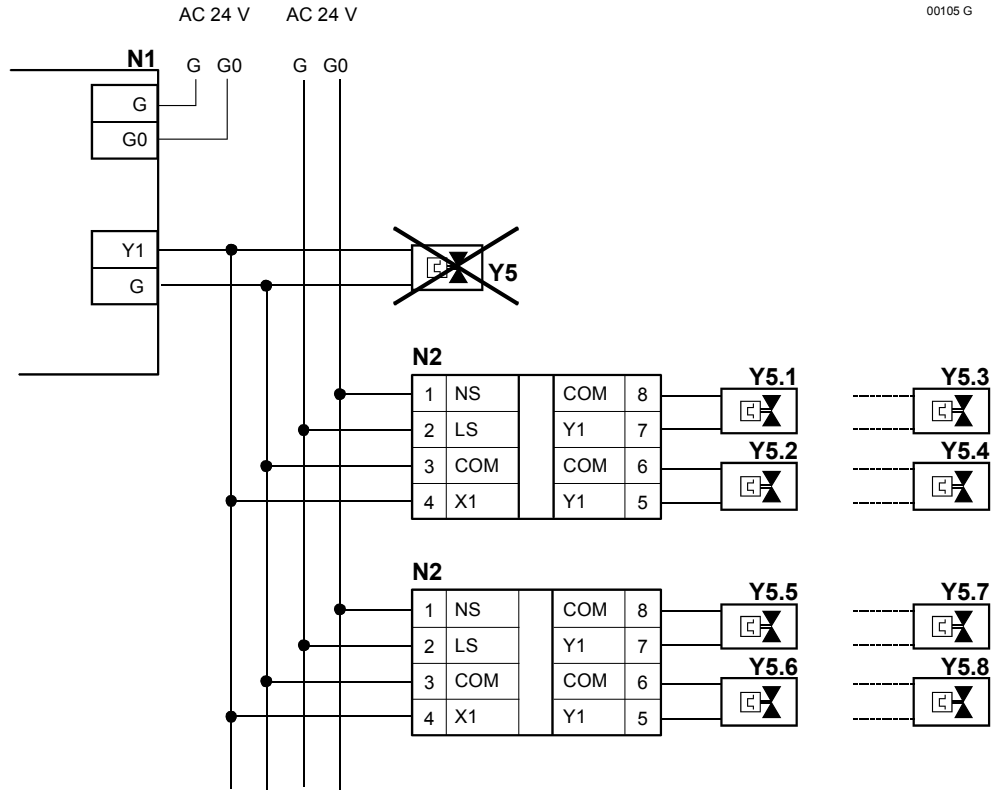 AC 24 V AC 24 V 00105 G
N1 G G0 G G0
G
G0
Y1
G
Y5
N2
1 NS COM 8
2 LS Y1 7
3 COM COM 6
4 X1 Y1 5
Y5.1 Y5.3
Y5.2 Y5.4
N2
1 NS COM 8
2 LS Y1 7
3 COM COM 6
4 X1 Y1 5
Y5.5 Y5.7
Y5.6 Y5.8